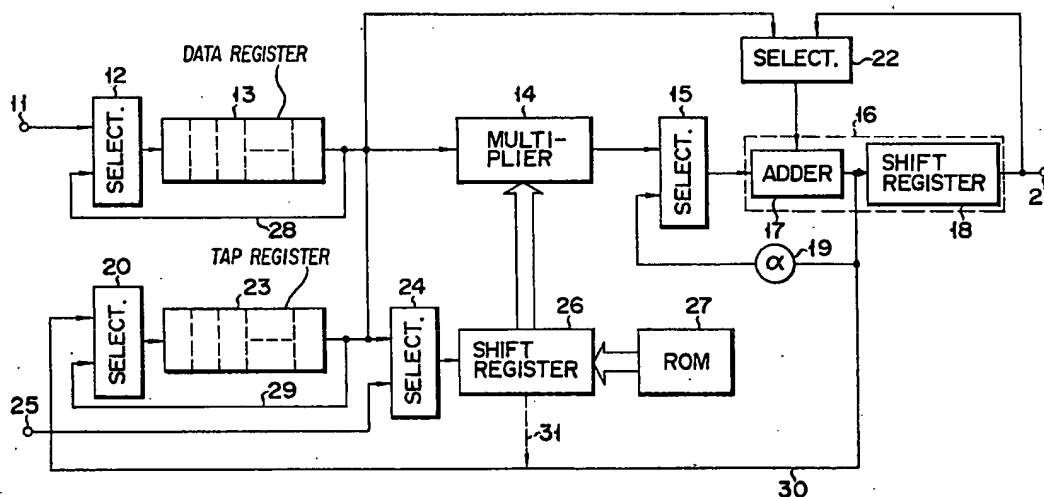 DATA REGISTER
12
13
11
SELECT.
28
14
MULTI-
PLIER
15
SELECT.
SELECT.
22
16
ADDER
SHIFT
REGISTER
17
18
2
α
19
TAP REGISTER
20
23
SELECT.
29
24
SELECT.
25
26
SHIFT
REGISTER
27
ROM
31
30